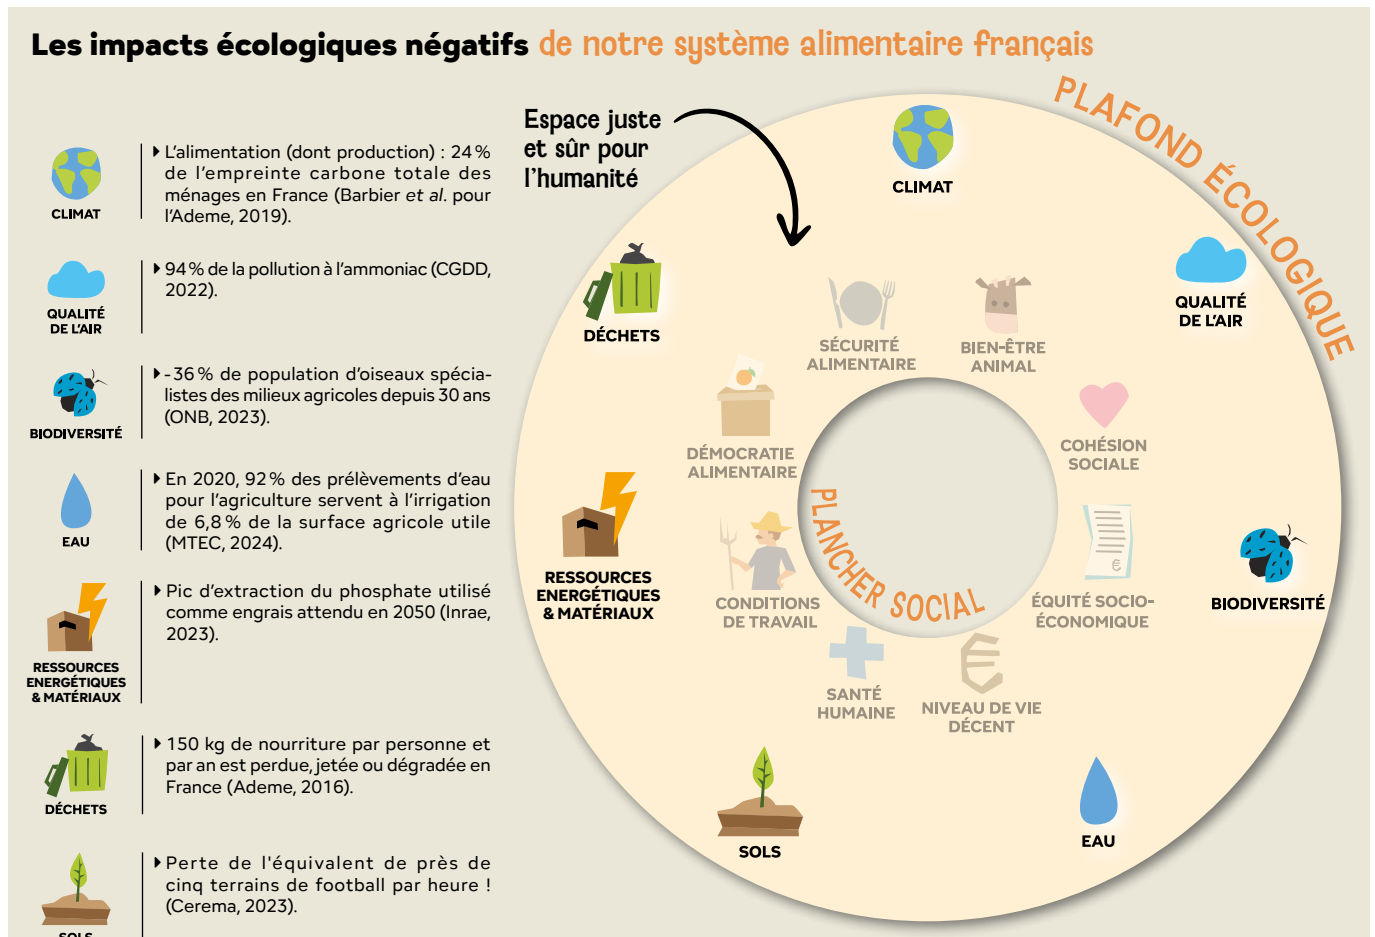 Les impacts écologiques négatifs de notre système alimentaire français
CLIMAT
▶ L'alimentation (dont production) : 24 %
de l'empreinte carbone totale des
ménages en France (Barbier et al. pour
l'Ademe, 2019).
QUALITÉ
DE L'AIR
▶ 94 % de la pollution à l'ammoniac (CGDD,
2022).
BIODIVERSITÉ
▶ -36 % de population d'oiseaux spécia-
listes des milieux agricoles depuis 30 ans
(ONB, 2023).
EAU
▶ En 2020, 92 % des prélèvements d'eau
pour l'agriculture servent à l'irrigation
de 6,8 % de la surface agricole utile
(MTEC, 2024).
RESSOURCES
ENERGÉTIQUES
& MATÉRIAUX
▶ Pic d'extraction du phosphate utilisé
comme engrais attendu en 2050 (Inrae,
2023).
DÉCHETS
▶ 150 kg de nourriture par personne et
par an est perdue, jetée ou dégradée en
France (Ademe, 2016).
SOLS
▶ Perte de l'équivalent de près de
cinq terrains de football par heure !
(Cerema, 2023).
Espace juste
et sûr pour
l'humanité
PLAFOND ÉCOLOGIQUE
CLIMAT
QUALITÉ
DE L'AIR
BIODIVERSITÉ
EAU
SOLS
RESSOURCES
ENERGÉTIQUES
& MATÉRIAUX
DÉCHETS
SÉCURITÉ
ALIMENTAIRE
BIEN-ÊTRE
ANIMAL
COHÉSION
SOCIALE
€
ÉQUITÉ SOCIO-
ÉCONOMIQUE
€
NIVEAU DE VIE
DÉCENT
SANTÉ
HUMAINE
CONDITIONS
DE TRAVAIL
DÉMOCRATIE
ALIMENTAIRE
PLANCHER SOCIAL